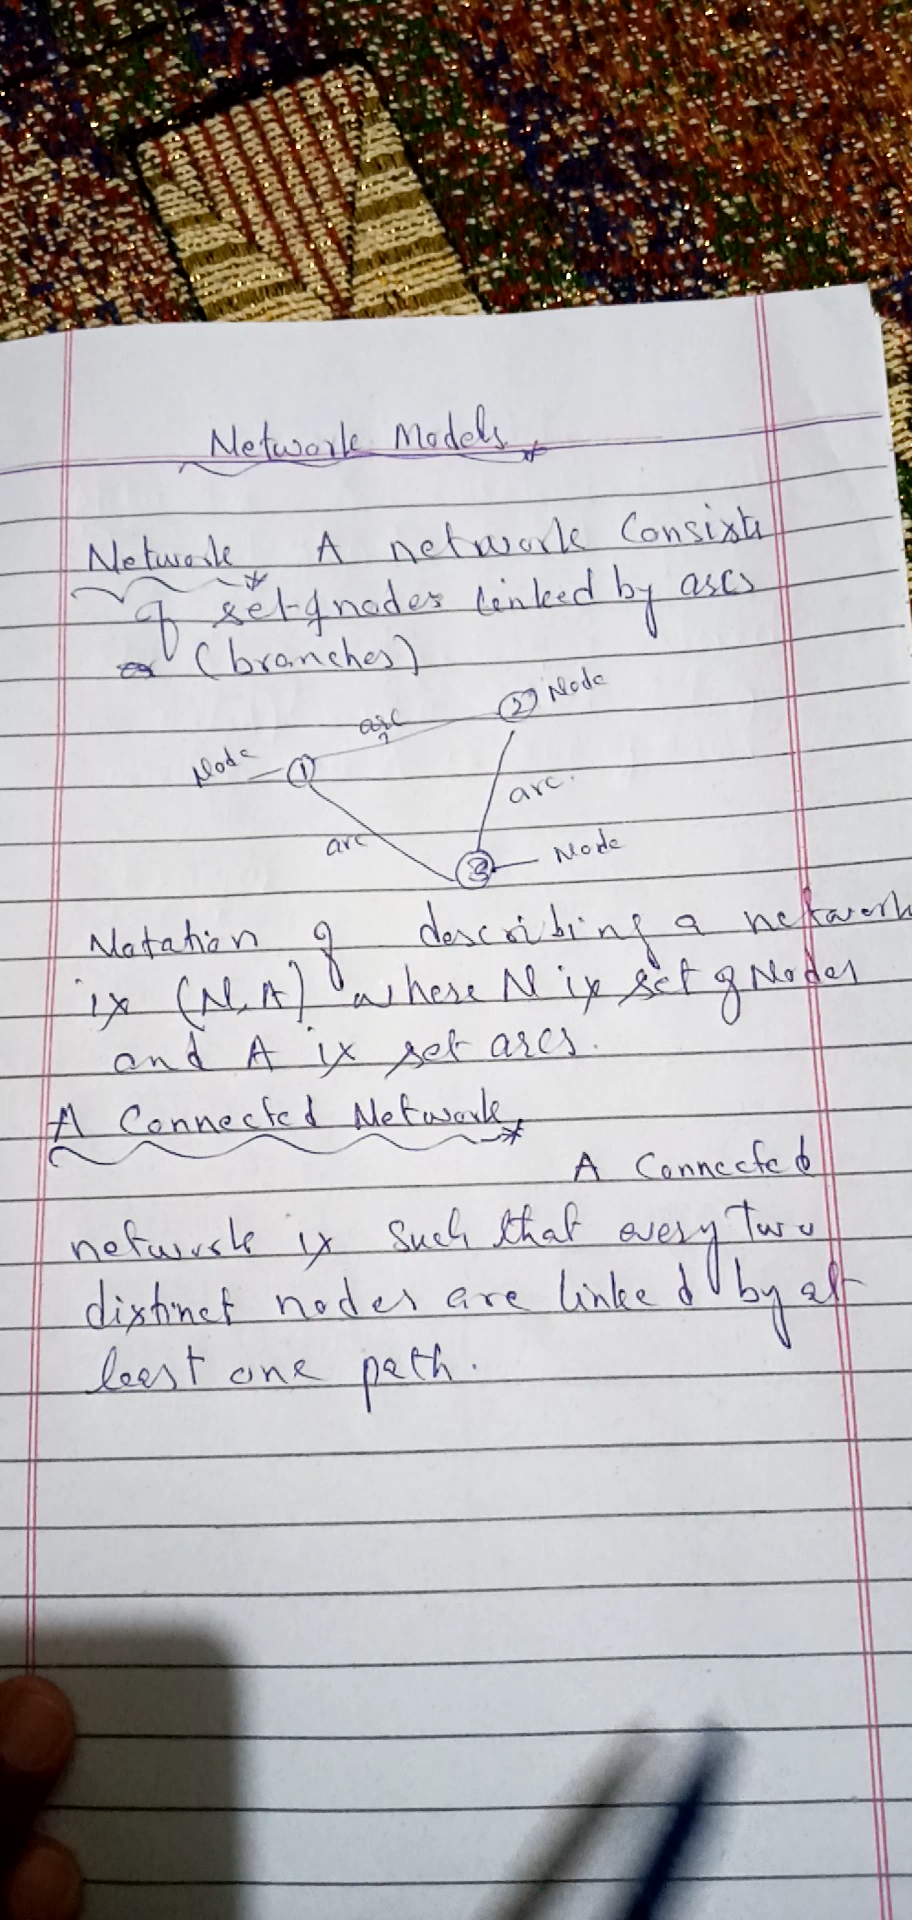 Network Models
Network A network Consists
of set of nodes linked by arcs
(branches)
Node
arc
2
Node
1
arc.
arc
3
Node
Notation of describing a network
is (N, A) where N is set of Nodes
and A is set arcs.
A Connected Network
A Connected
network is Such that every Two
distinct nodes are linked by at
least one path.